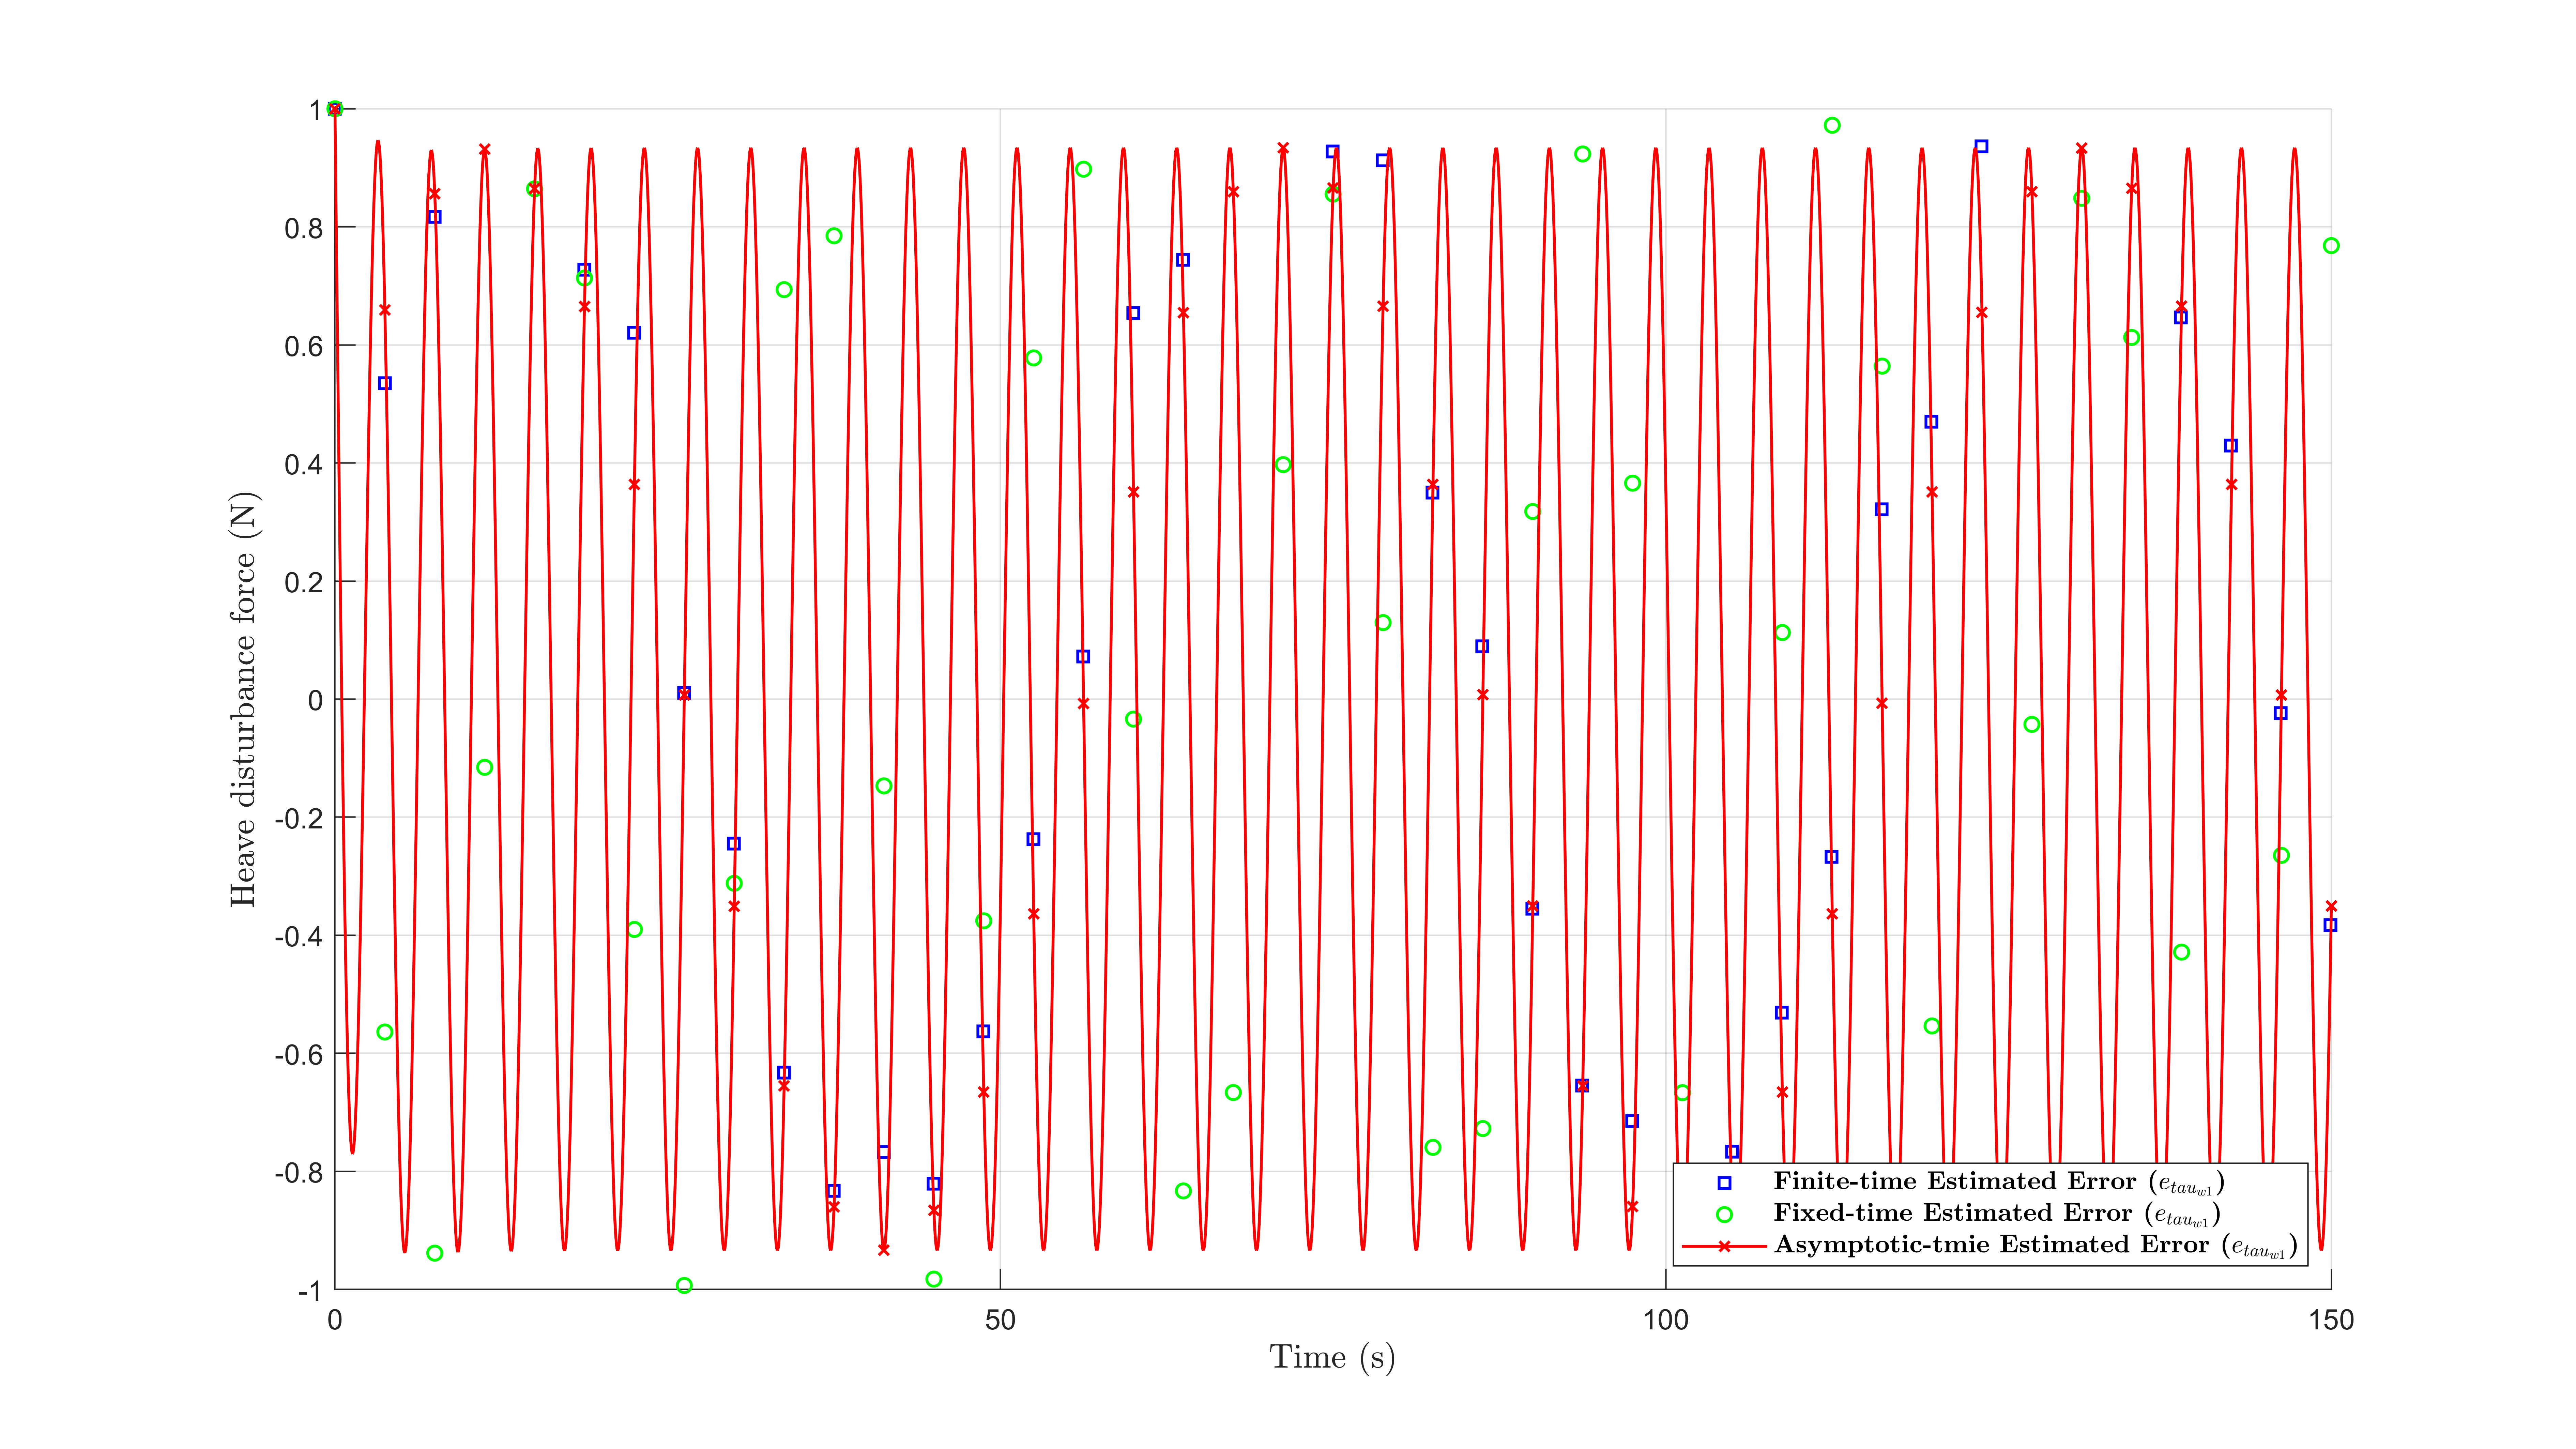 Heave disturbance force (N)
1
0.8
0.6
0.4
0.2
0
-0.2
-0.4
-0.6
-0.8
-1
0 50 100 150
Time (s)
Finite-time Estimated Error (e_{tau_{w1}})
Fixed-time Estimated Error (e_{tau_{w1}})
Asymptotic-tmie Estimated Error (e_{tau_{w1}})